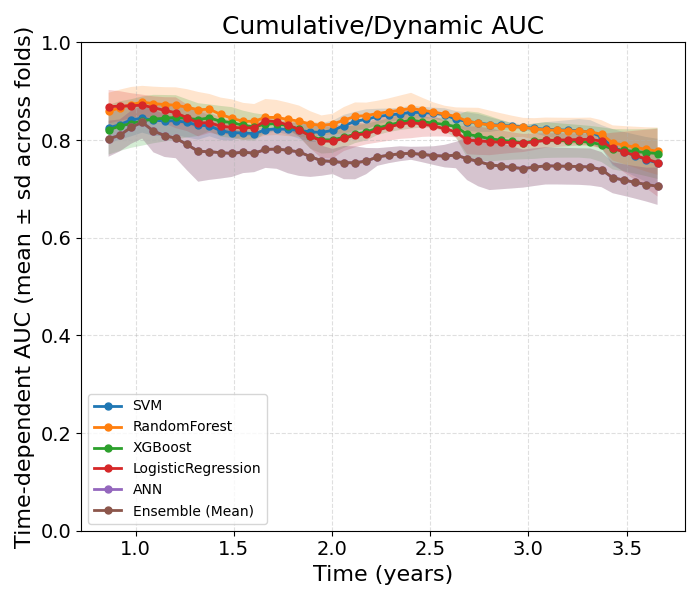 Cumulative/Dynamic AUC
Time-dependent AUC (mean ± sd across folds)
1.0
0.8
0.6
0.4
0.2
0.0
SVM
RandomForest
XGBoost
LogisticRegression
ANN
Ensemble (Mean)
1.0 1.5 2.0 2.5 3.0 3.5
Time (years)